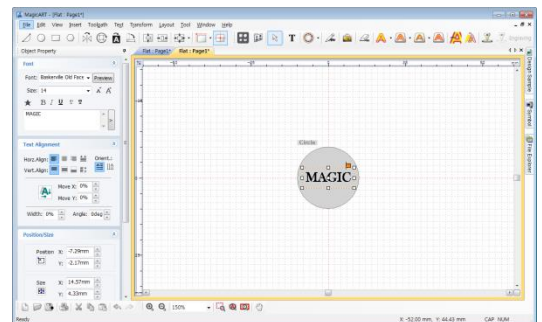 MagicART - [Flat : Page1*]
File Edit View Insert Toolpath Text Transform Layout Tool Window Help
T A A A A A Engraving
Object Property
Flat : Page1* Flat : Page1*
Font
Font: Baskerville Old Face Preview
Size: 14
B I U
MAGIC
Text Alignment
Horz.Align: Orient.:
Vert.Align:
Move X: 0%
Move Y: 0%
Width: 0% Angle: 0deg
Position/Size
Position X: -7.29mm
Y: -2.17mm
Size X: 14.57mm
Y: 4.33mm
Circle
MAGIC
Design Sample
Symbol
File Explorer
150%
Ready
X: -52.00 mm, Y: 44.43 mm CAP NUM